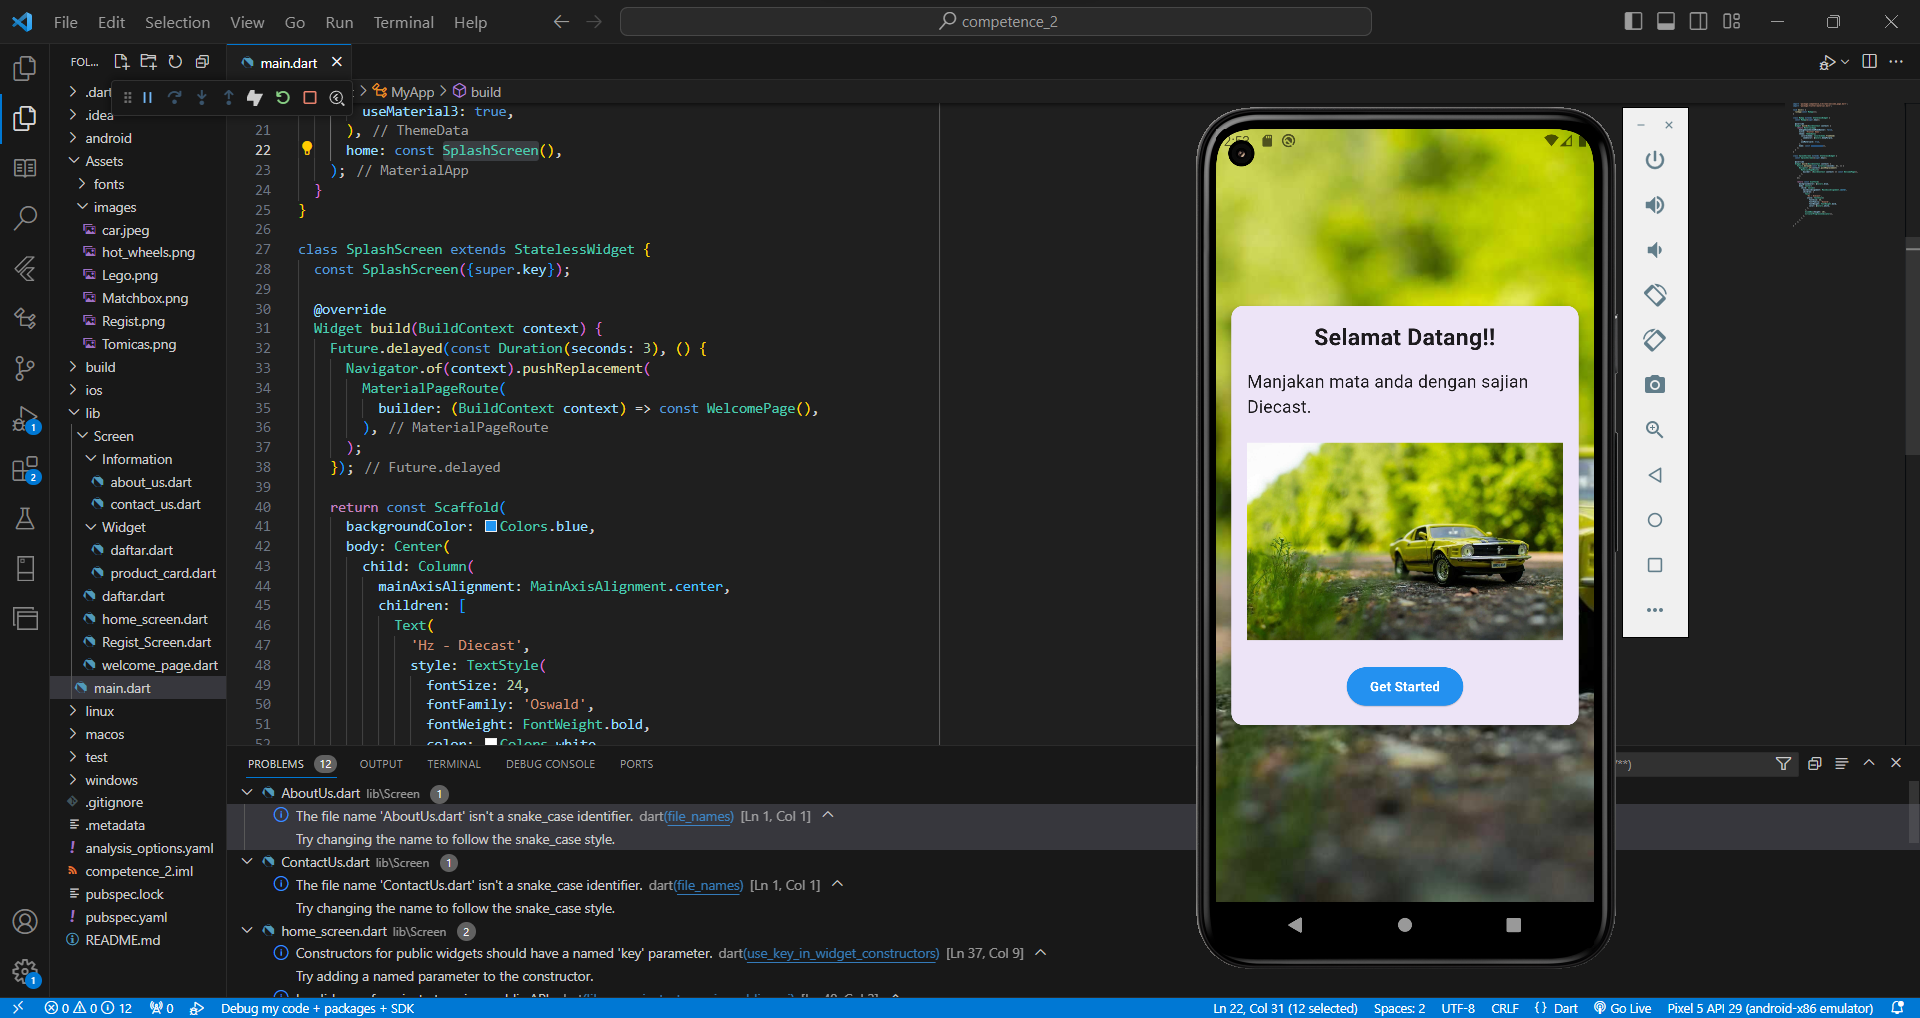 File Edit Selection View Go Run Terminal Help
competence_2
FOL...
main.dart
MyApp > build
.dart
.idea
android
Assets
fonts
images
car.jpeg
hot_wheels.png
Lego.png
Matchbox.png
Regist.png
Tomicas.png
build
ios
lib
Screen
Information
about_us.dart
contact_us.dart
Widget
daftar.dart
product_card.dart
daftar.dart
home_screen.dart
Regist_Screen.dart
welcome_page.dart
main.dart
linux
macos
test
windows
.gitignore
.metadata
analysis_options.yaml
competence_2.iml
pubspec.lock
pubspec.yaml
README.md
1
2
1
useMaterial3: true,
21 ), // ThemeData
22 home: const SplashScreen(),
23 ); // MaterialApp
24 }
25 }
26
27 class SplashScreen extends StatelessWidget {
28 const SplashScreen({super.key});
29
30 @override
31 Widget build(BuildContext context) {
32 Future.delayed(const Duration(seconds: 3), () {
33 Navigator.of(context).pushReplacement(
34 MaterialPageRoute(
35 builder: (BuildContext context) => const WelcomePage(),
36 ), // MaterialPageRoute
37 );
38 }); // Future.delayed
39
40 return const Scaffold(
41 backgroundColor: Colors.blue,
42 body: Center(
43 child: Column(
44 mainAxisAlignment: MainAxisAlignment.center,
45 children: [
46 Text(
47 'Hz - Diecast',
48 style: TextStyle(
49 fontSize: 24,
50 fontFamily: 'Oswald',
51 fontWeight: FontWeight.bold,
52 color: Colors.white
Selamat Datang!!
Manjakan mata anda dengan sajian
Diecast.
Get Started
PROBLEMS 12 OUTPUT TERMINAL DEBUG CONSOLE PORTS
AboutUs.dart lib\Screen 1
The file name 'AboutUs.dart' isn't a snake_case identifier. dart(file_names) [Ln 1, Col 1]
Try changing the name to follow the snake_case style.
ContactUs.dart lib\Screen 1
The file name 'ContactUs.dart' isn't a snake_case identifier. dart(file_names) [Ln 1, Col 1]
Try changing the name to follow the snake_case style.
home_screen.dart lib\Screen 2
Constructors for public widgets should have a named 'key' parameter. dart(use_key_in_widget_constructors) [Ln 37, Col 9]
Try adding a named parameter to the constructor.
0 0 12 0 Debug my code + packages + SDK
Ln 22, Col 31 (12 selected) Spaces: 2 UTF-8 CRLF { } Dart Go Live Pixel 5 API 29 (android-x86 emulator)